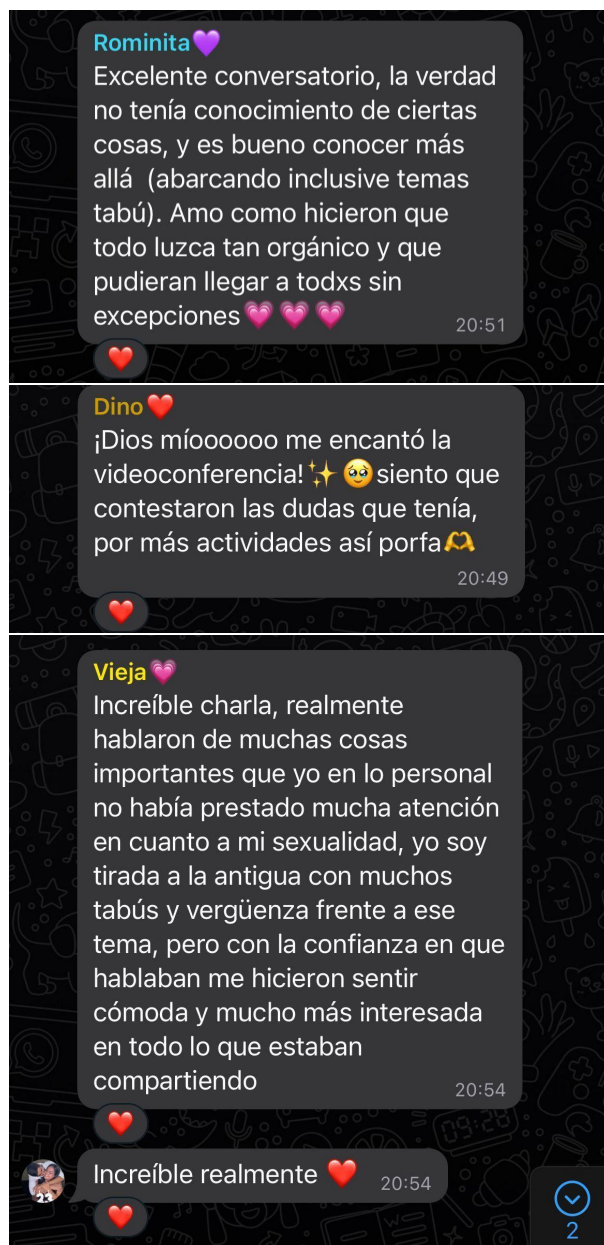 Rominita💜
Excelente conversatorio, la verdad
no tenía conocimiento de ciertas
cosas, y es bueno conocer más
allá  (abarcando inclusive temas
tabú). Amo como hicieron que
todo luzca tan orgánico y que
pudieran llegar a todxs sin
excepciones💗💗💗
20:51
❤️
Dino❤️
¡Dios míoooooo me encantó la
videoconferencia!✨🥹siento que
contestaron las dudas que tenía,
por más actividades así porfa🫶
20:49
❤️
Vieja💗
Increíble charla, realmente
hablaron de muchas cosas
importantes que yo en lo personal
no había prestado mucha atención
en cuanto a mi sexualidad, yo soy
tirada a la antigua con muchos
tabús y vergüenza frente a ese
tema, pero con la confianza en que
hablaban me hicieron sentir
cómoda y mucho más interesada
en todo lo que estaban
compartiendo
20:54
❤️
Increíble realmente ❤️ 20:54
❤️
2